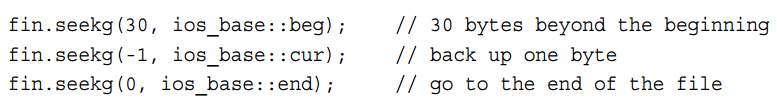 fin.seekg(30, ios_base::beg);    // 30 bytes beyond the beginning
fin.seekg(-1, ios_base::cur);    // back up one byte
fin.seekg(0, ios_base::end);     // go to the end of the file